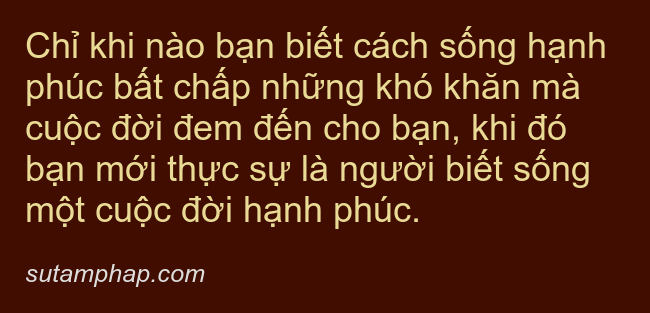 Chỉ khi nào bạn biết cách sống hạnh
phúc bất chấp những khó khăn mà
cuộc đời đem đến cho bạn, khi đó
bạn mới thực sự là người biết sống
một cuộc đời hạnh phúc.
sutamphap.com